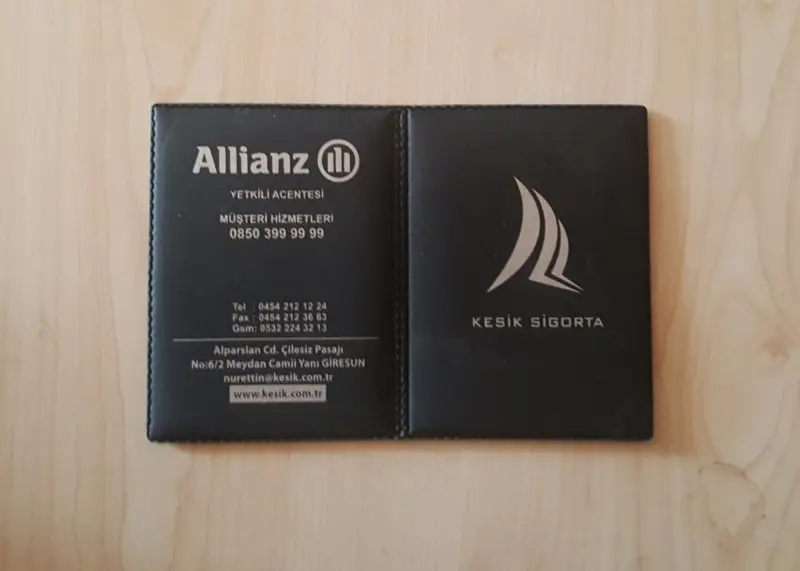 Allianz
YETKİLİ ACENTESİ
MÜŞTERİ HİZMETLERİ
0850 399 99 99
Tel : 0454 212 12 24
Fax : 0454 212 36 63
Gsm: 0532 224 32 13
Alparslan Cd. Çilesiz Pasajı
No:6/2 Meydan Camii Yanı GİRESUN
nurettin@kesik.com.tr
www.kesik.com.tr
KESİK SİGORTA